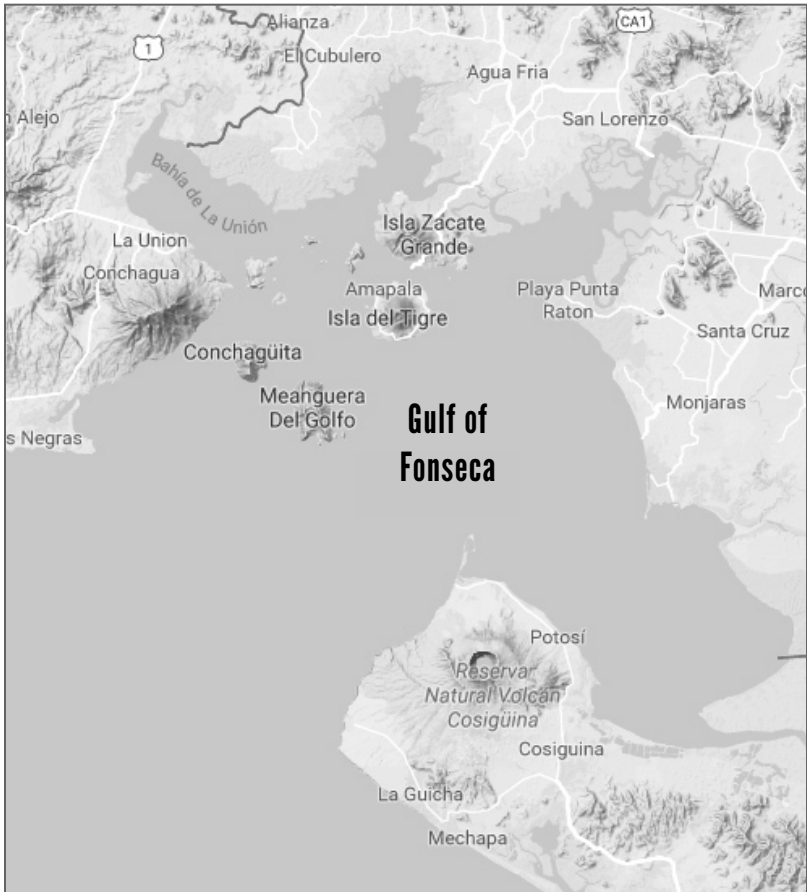 Alianza
CA1
1
El Cubulero
Agua Fria
n Alejo
San Lorenzo
Bahía de La Unión
Isla Zacate
Grande
La Union
Conchagua
Amapala
Playa Punta
Raton
Marco
Isla del Tigre
Santa Cruz
Conchagüita
Meanguera
Del Golfo
Monjaras
Gulf of
Fonseca
s Negras
Potosí
Reservar
Natural Volcán
Cosigüina
Cosiguina
La Guicha
Mechapa